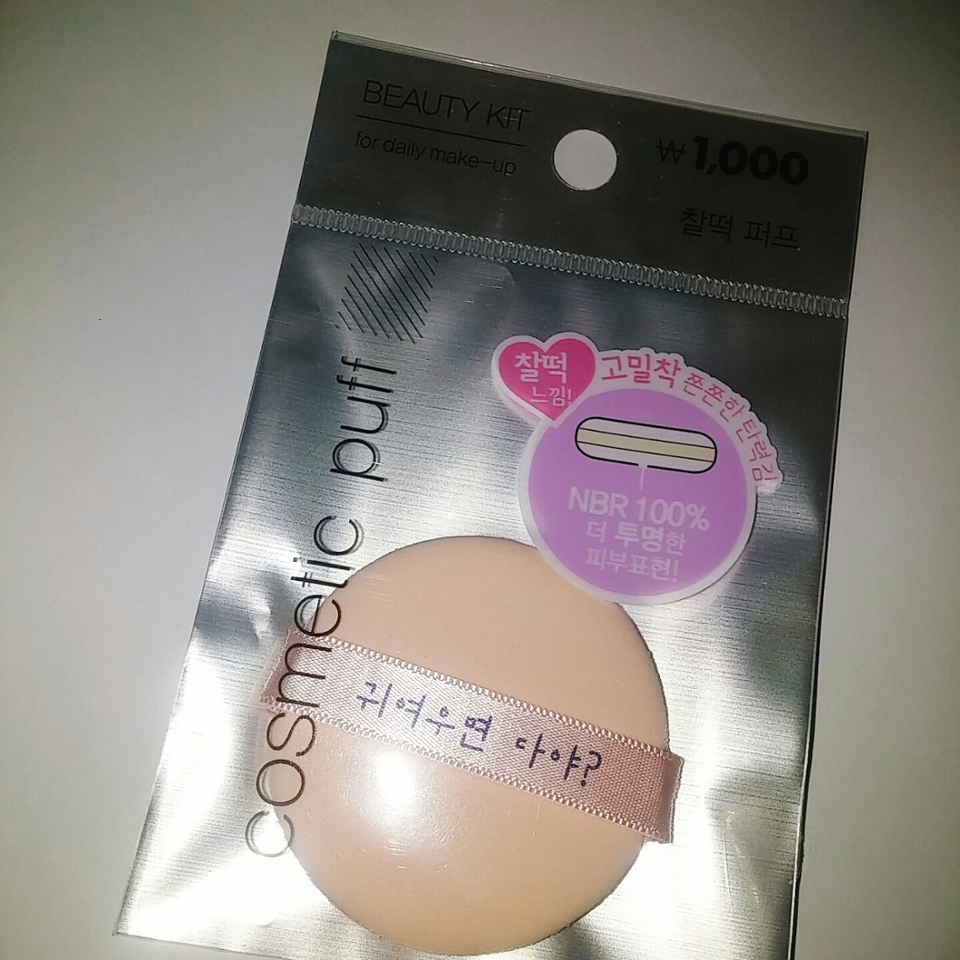 BEAUTY KIT
for daily make-up
₩1,000
찰떡 퍼프
cosmetic puff
찰떡
느낌!
고밀착 쫀쫀한 탄력감
NBR 100%
더 투명한
피부표현!
귀여우면 다야?